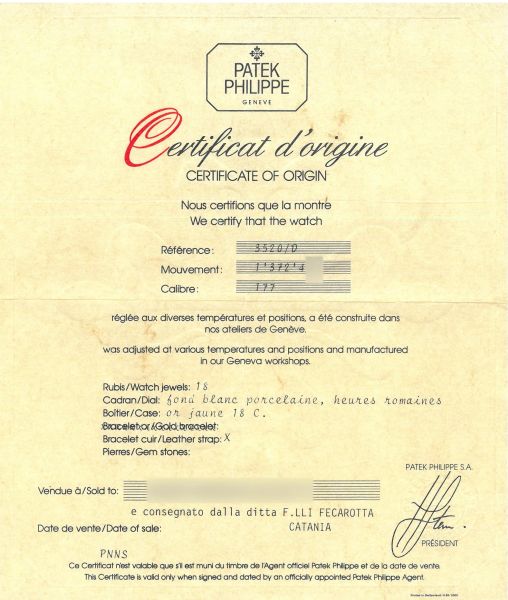 PATEK
PHILIPPE
GENEVE
Certificat d'origine
CERTIFICATE OF ORIGIN
Nous certifions que la montre
We certify that the watch
Référence: 3520/D
Mouvement: 1'372'4
Calibre: 177
réglée aux diverses températures et positions, a été construite dans
nos ateliers de Genève.
was adjusted at various temperatures and positions and manufactured
in our Geneva workshops.
Rubis/Watch jewels: 18
Cadran/Dial: fond blanc porcelaine, heures romaines
Boîtier/Case: or jaune 18 C.
Bracelet or/Gold bracelet:
Bracelet cuir/Leather strap: X
Pierres/Gem stones:
PATEK PHILIPPE S.A.
Vendue à/Sold to:
e consegnato dalla ditta F.LLI FECAROTTA
Date de vente/Date of sale: CATANIA
PRÉSIDENT
PNNS
Ce Certificat n'est valable que s'il est muni du timbre de l'Agent officiel Patek Philippe et de la date de vente.
This Certificate is valid only when signed and dated by an officially appointed Patek Philippe Agent.